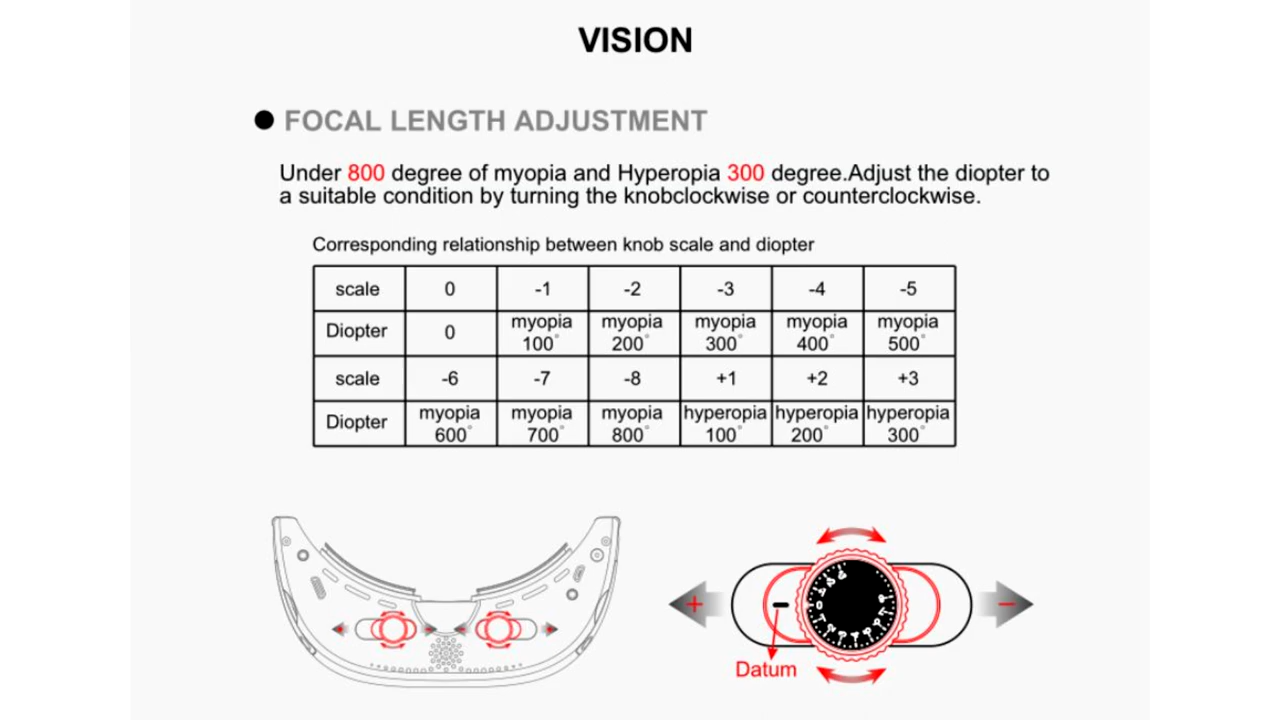 VISION
● FOCAL LENGTH ADJUSTMENT
Under 800 degree of myopia and Hyperopia 300 degree.Adjust the diopter to
a suitable condition by turning the knobclockwise or counterclockwise.
Corresponding relationship between knob scale and diopter
scale 0 -1 -2 -3 -4 -5
Diopter 0 myopia 100° myopia 200° myopia 300° myopia 400° myopia 500°
scale -6 -7 -8 +1 +2 +3
Diopter myopia 600° myopia 700° myopia 800° hyperopia 100° hyperopia 200° hyperopia 300°
+ −
Datum